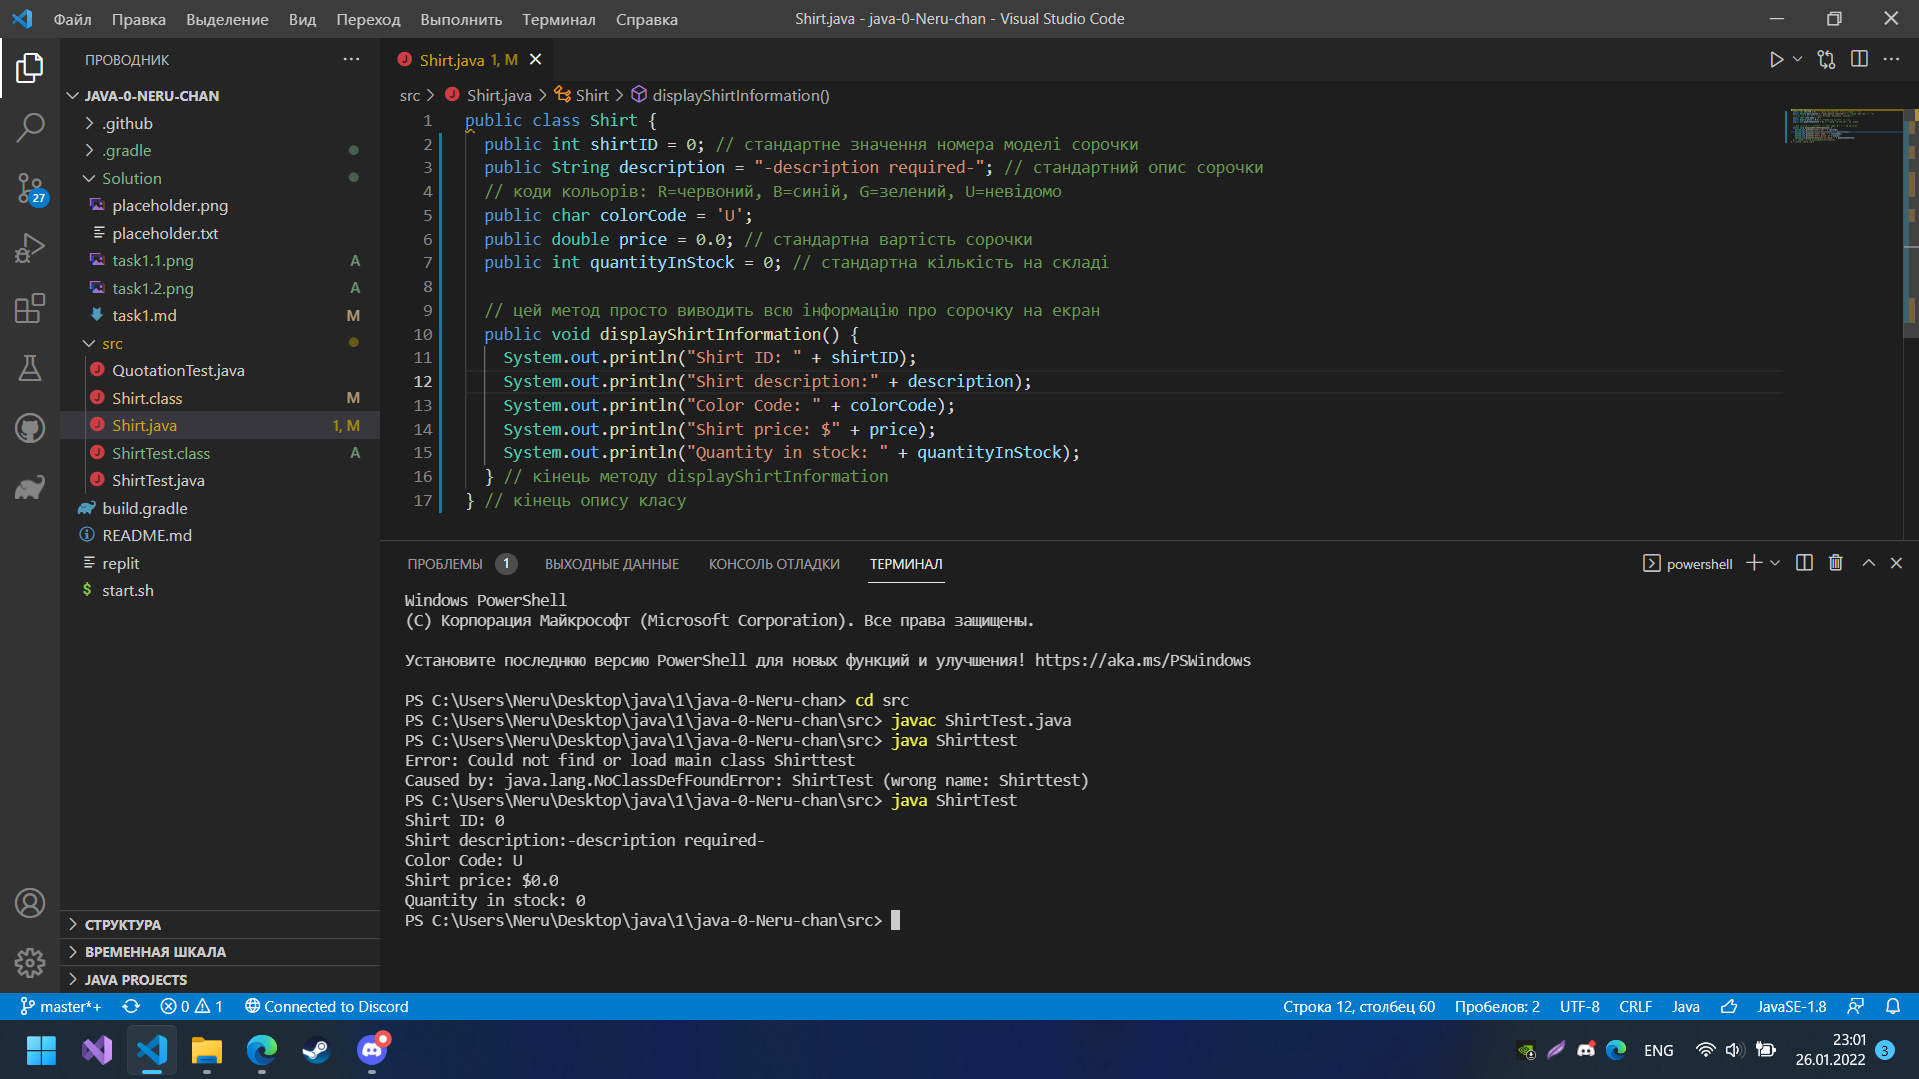 Файл Правка Выделение Вид Переход Выполнить Терминал Справка
Shirt.java - java-0-Neru-chan - Visual Studio Code
ПРОВОДНИК
JAVA-0-NERU-CHAN
.github
.gradle
Solution
placeholder.png
placeholder.txt
task1.1.png A
task1.2.png A
task1.md M
src
QuotationTest.java
Shirt.class M
Shirt.java 1, M
ShirtTest.class A
ShirtTest.java
build.gradle
README.md
replit
start.sh
СТРУКТУРА
ВРЕМЕННАЯ ШКАЛА
JAVA PROJECTS
27
Shirt.java 1, M
src > Shirt.java > Shirt > displayShirtInformation()
1 public class Shirt {
2 public int shirtID = 0; // стандартне значення номера моделі сорочки
3 public String description = "-description required-"; // стандартний опис сорочки
4 // коди кольорів: R=червоний, B=синій, G=зелений, U=невідомо
5 public char colorCode = 'U';
6 public double price = 0.0; // стандартна вартість сорочки
7 public int quantityInStock = 0; // стандартна кількість на складі
8
9 // цей метод просто виводить всю інформацію про сорочку на екран
10 public void displayShirtInformation() {
11 System.out.println("Shirt ID: " + shirtID);
12 System.out.println("Shirt description:" + description);
13 System.out.println("Color Code: " + colorCode);
14 System.out.println("Shirt price: $" + price);
15 System.out.println("Quantity in stock: " + quantityInStock);
16 } // кінець методу displayShirtInformation
17 } // кінець опису класу
ПРОБЛЕМЫ 1 ВЫХОДНЫЕ ДАННЫЕ КОНСОЛЬ ОТЛАДКИ ТЕРМИНАЛ
powershell
Windows PowerShell
(C) Корпорация Майкрософт (Microsoft Corporation). Все права защищены.
Установите последнюю версию PowerShell для новых функций и улучшения! https://aka.ms/PSWindows
PS C:\Users\Neru\Desktop\java\1\java-0-Neru-chan> cd src
PS C:\Users\Neru\Desktop\java\1\java-0-Neru-chan\src> javac ShirtTest.java
PS C:\Users\Neru\Desktop\java\1\java-0-Neru-chan\src> java Shirttest
Error: Could not find or load main class Shirttest
Caused by: java.lang.NoClassDefFoundError: ShirtTest (wrong name: Shirttest)
PS C:\Users\Neru\Desktop\java\1\java-0-Neru-chan\src> java ShirtTest
Shirt ID: 0
Shirt description:-description required-
Color Code: U
Shirt price: $0.0
Quantity in stock: 0
PS C:\Users\Neru\Desktop\java\1\java-0-Neru-chan\src>
master*+ 0 1 Connected to Discord
Строка 12, столбец 60 Пробелов: 2 UTF-8 CRLF Java JavaSE-1.8
ENG
23:01
26.01.2022
3